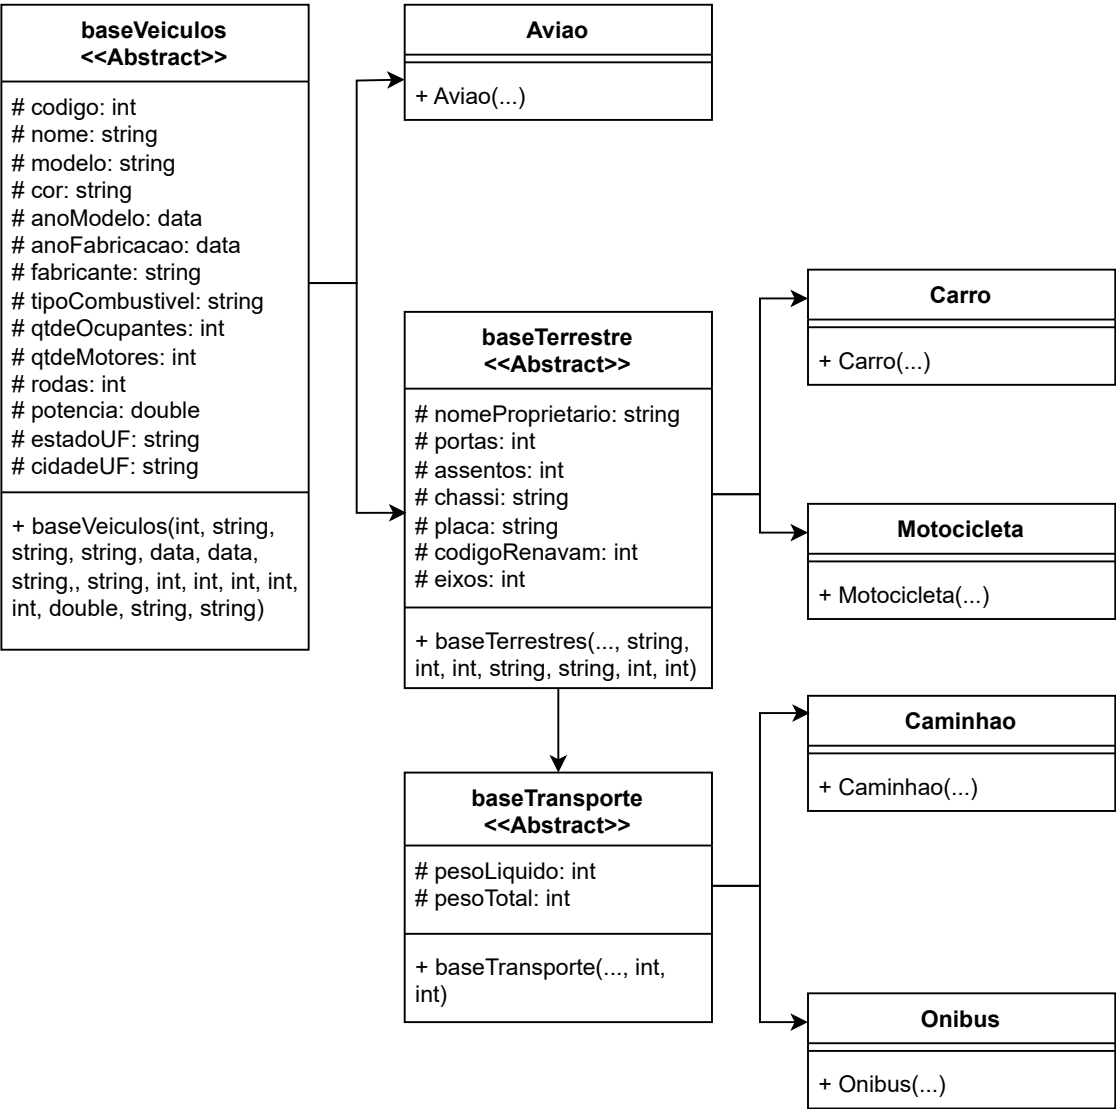 baseVeiculos
<<Abstract>>
# codigo: int
# nome: string
# modelo: string
# cor: string
# anoModelo: data
# anoFabricacao: data
# fabricante: string
# tipoCombustivel: string
# qtdeOcupantes: int
# qtdeMotores: int
# rodas: int
# potencia: double
# estadoUF: string
# cidadeUF: string
+ baseVeiculos(int, string,
string, string, data, data,
string,, string, int, int, int, int,
int, double, string, string)
Aviao
+ Aviao(...)
baseTerrestre
<<Abstract>>
# nomeProprietario: string
# portas: int
# assentos: int
# chassi: string
# placa: string
# codigoRenavam: int
# eixos: int
+ baseTerrestres(..., string,
int, int, string, string, int, int)
Carro
+ Carro(...)
Motocicleta
+ Motocicleta(...)
baseTransporte
<<Abstract>>
# pesoLiquido: int
# pesoTotal: int
+ baseTransporte(..., int,
int)
Caminhao
+ Caminhao(...)
Onibus
+ Onibus(...)